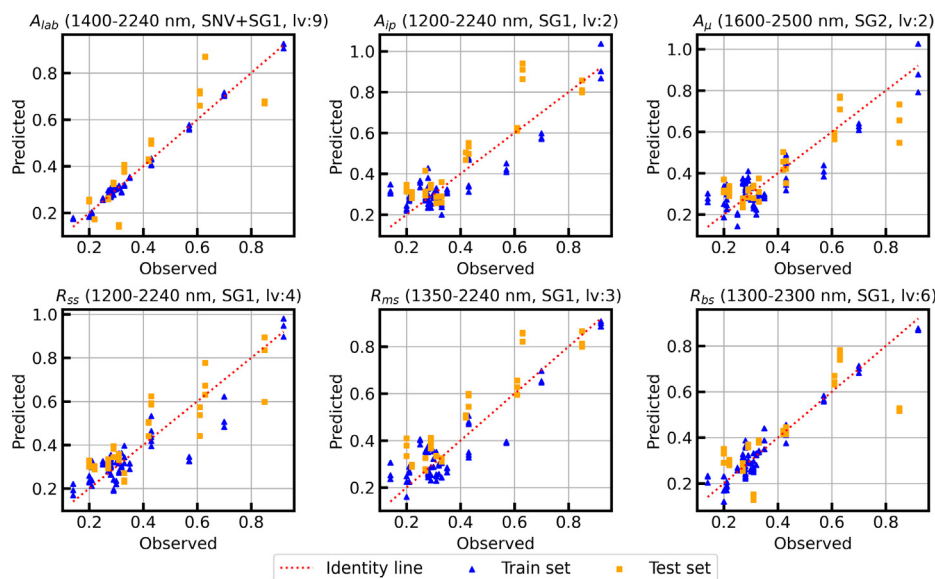 A_lab (1400-2240 nm, SNV+SG1, lv:9)
A_ip (1200-2240 nm, SG1, lv:2)
A_μ (1600-2500 nm, SG2, lv:2)
Predicted
0.8
0.6
0.4
0.2
0.2 0.4 0.6 0.8
Observed
Predicted
1.0
0.8
0.6
0.4
0.2
0.2 0.4 0.6 0.8
Observed
Predicted
1.0
0.8
0.6
0.4
0.2
0.2 0.4 0.6 0.8
Observed
R_ss (1200-2240 nm, SG1, lv:4)
R_ms (1350-2240 nm, SG1, lv:3)
R_bs (1300-2300 nm, SG1, lv:6)
Predicted
1.0
0.8
0.6
0.4
0.2
0.2 0.4 0.6 0.8
Observed
Predicted
0.8
0.6
0.4
0.2
0.2 0.4 0.6 0.8
Observed
Predicted
0.8
0.6
0.4
0.2
0.2 0.4 0.6 0.8
Observed
Identity line Train set Test set